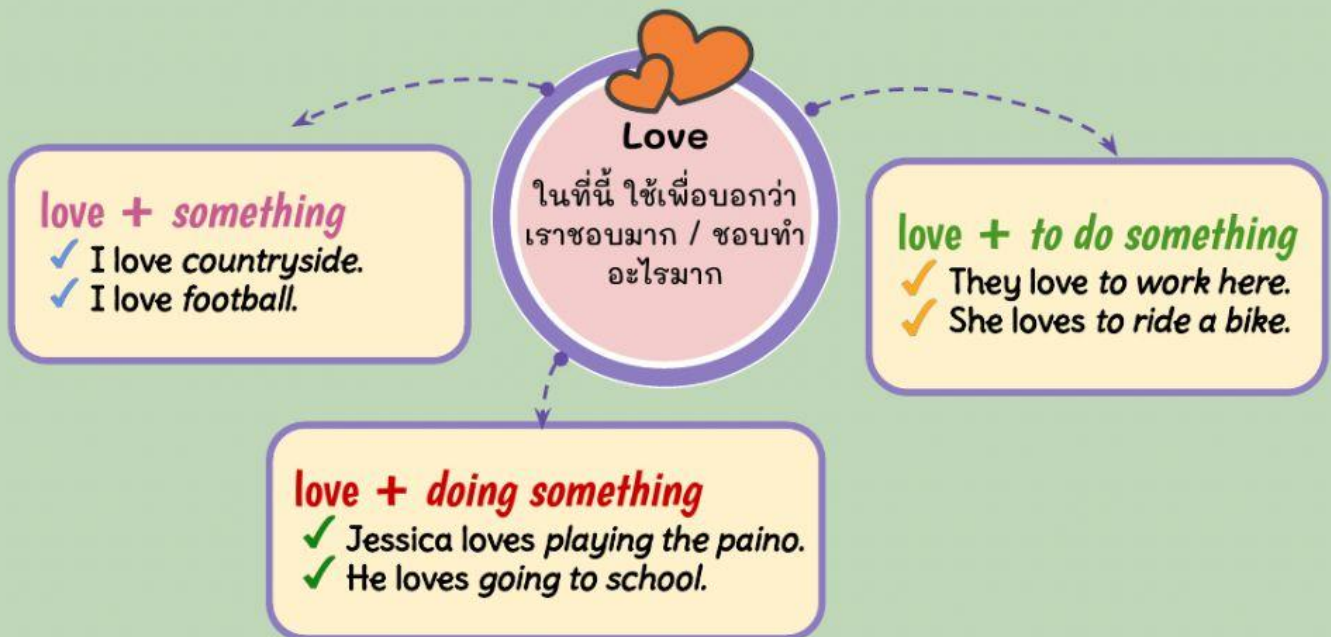 Love
ในที่นี้ ใช้เพื่อบอกว่า
เราชอบมาก / ชอบทำ
อะไรมาก
love + something
✓ I love countryside.
✓ I love football.
love + to do something
✓ They love to work here.
✓ She loves to ride a bike.
love + doing something
✓ Jessica loves playing the paino.
✓ He loves going to school.